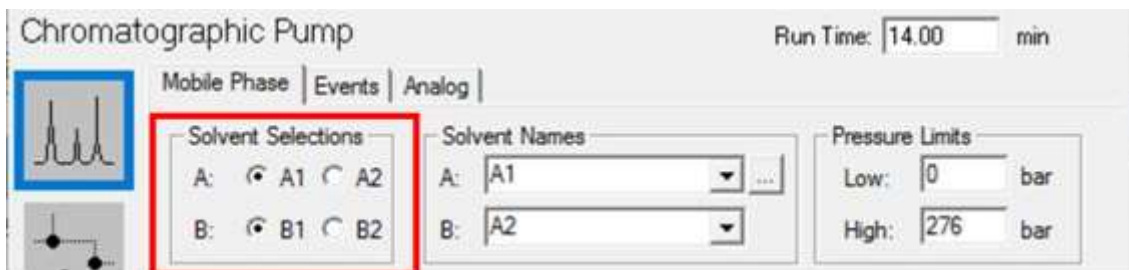 Chromatographic Pump Run Time: 14.00 min
Mobile Phase Events Analog
Solvent Selections Solvent Names Pressure Limits
A: A1 A2 A: A1 ... Low: 0 bar
B: B1 B2 B: A2 High: 276 bar